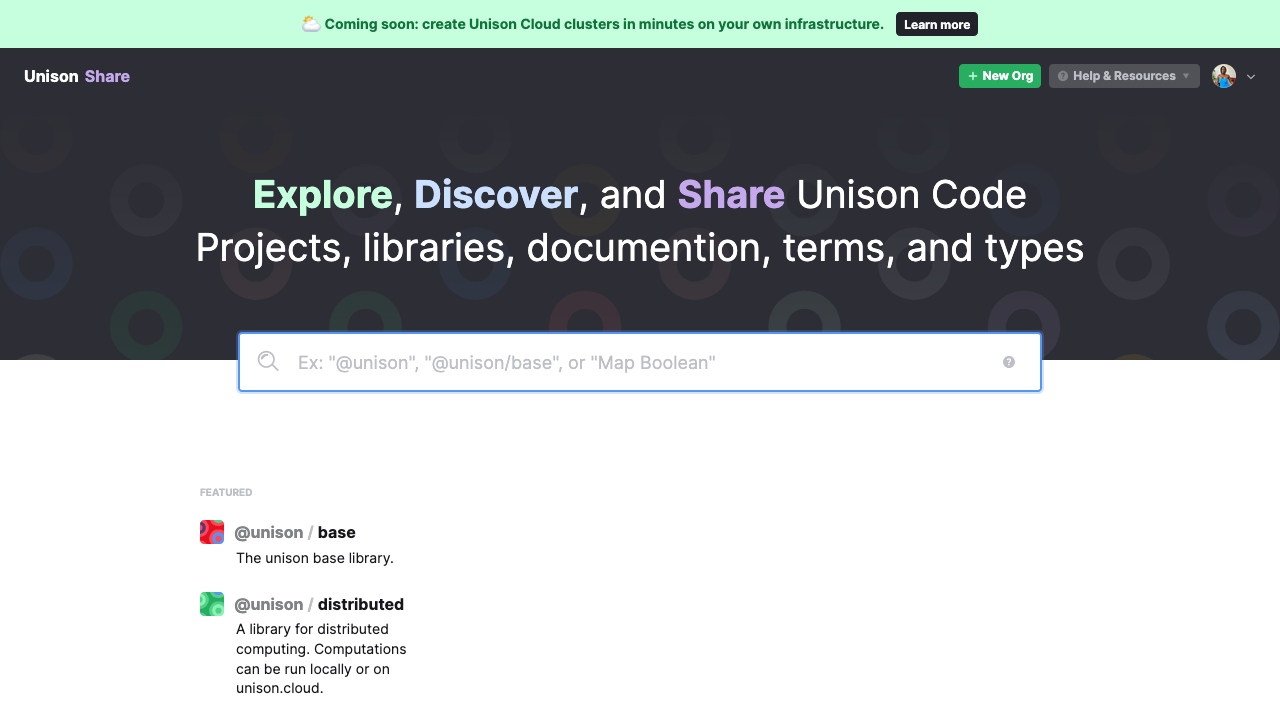 Coming soon: create Unison Cloud clusters in minutes on your own infrastructure. Learn more
Unison Share
+ New Org
Help & Resources
Explore, Discover, and Share Unison Code
Projects, libraries, documention, terms, and types
Ex: "@unison", "@unison/base", or "Map Boolean"
FEATURED
@unison / base
The unison base library.
@unison / distributed
A library for distributed
computing. Computations
can be run locally or on
unison.cloud.